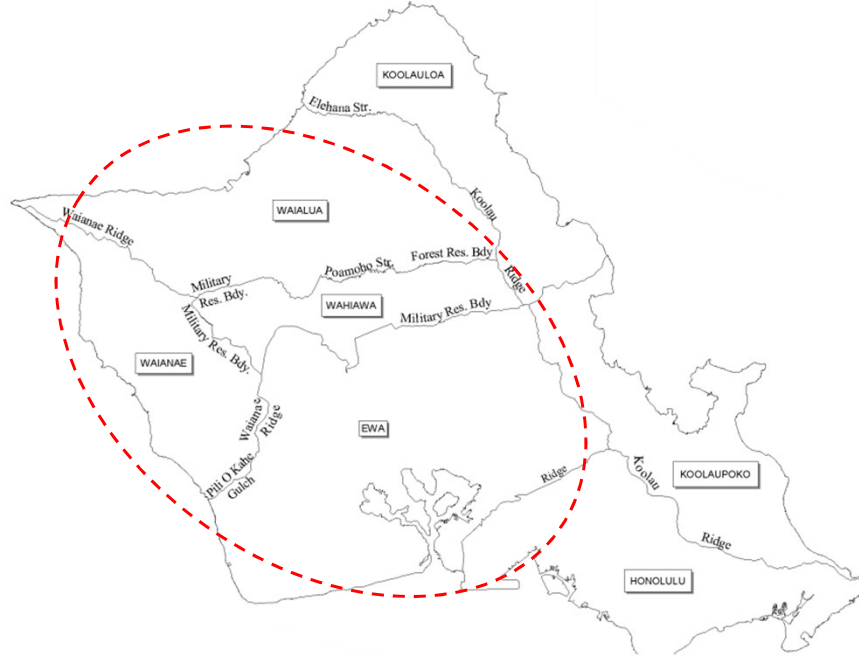 KOOLAULOA
Elehana Str.
Koolau
Ridge
WAIALUA
Waianae Ridge
Forest Res. Bdy
Poamoho Str.
Military
Res. Bdy.
WAHIAWA
Military Res. Bdy
Military Res. Bdy.
WAIANAE
Waianae
Ridge
EWA
Pili O Kahe
Gulch
Ridge
Koolau
KOOLAUPOKO
Ridge
HONOLULU